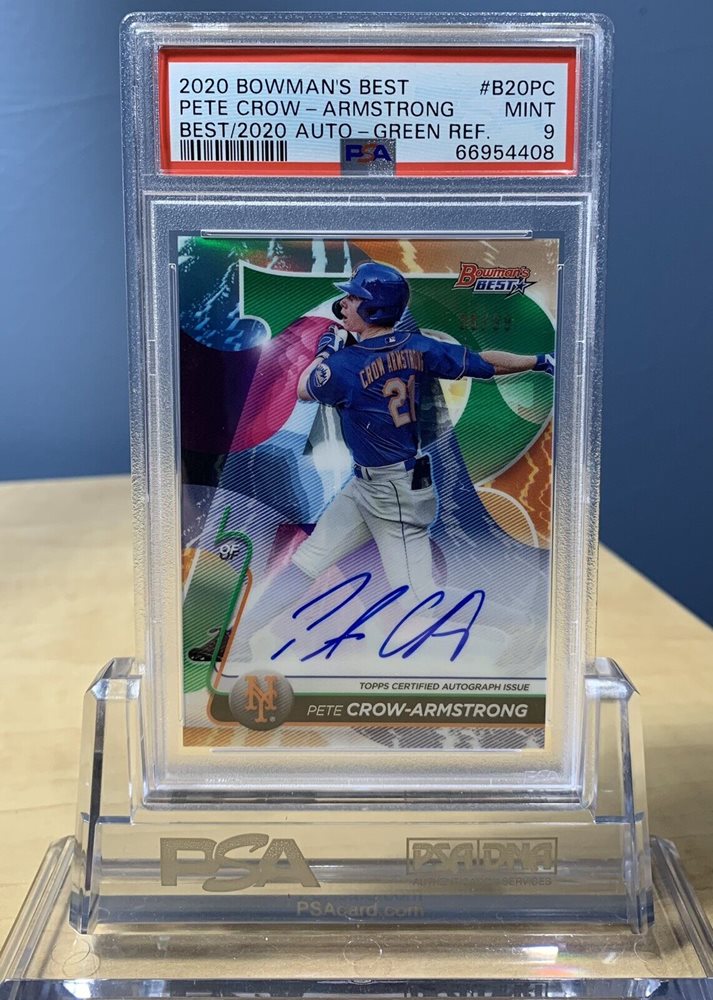 2020 BOWMAN'S BEST #B20PC
PETE CROW - ARMSTRONG MINT
BEST/2020 AUTO - GREEN REF. 9
PSA 66954408
Bowman's
BEST
CROW ARMSTRONG
OF
TOPPS CERTIFIED AUTOGRAPH ISSUE
NY PETE CROW-ARMSTRONG
PSA PSA DNA
AUTHENTICATION SERVICES
PSAcard.com